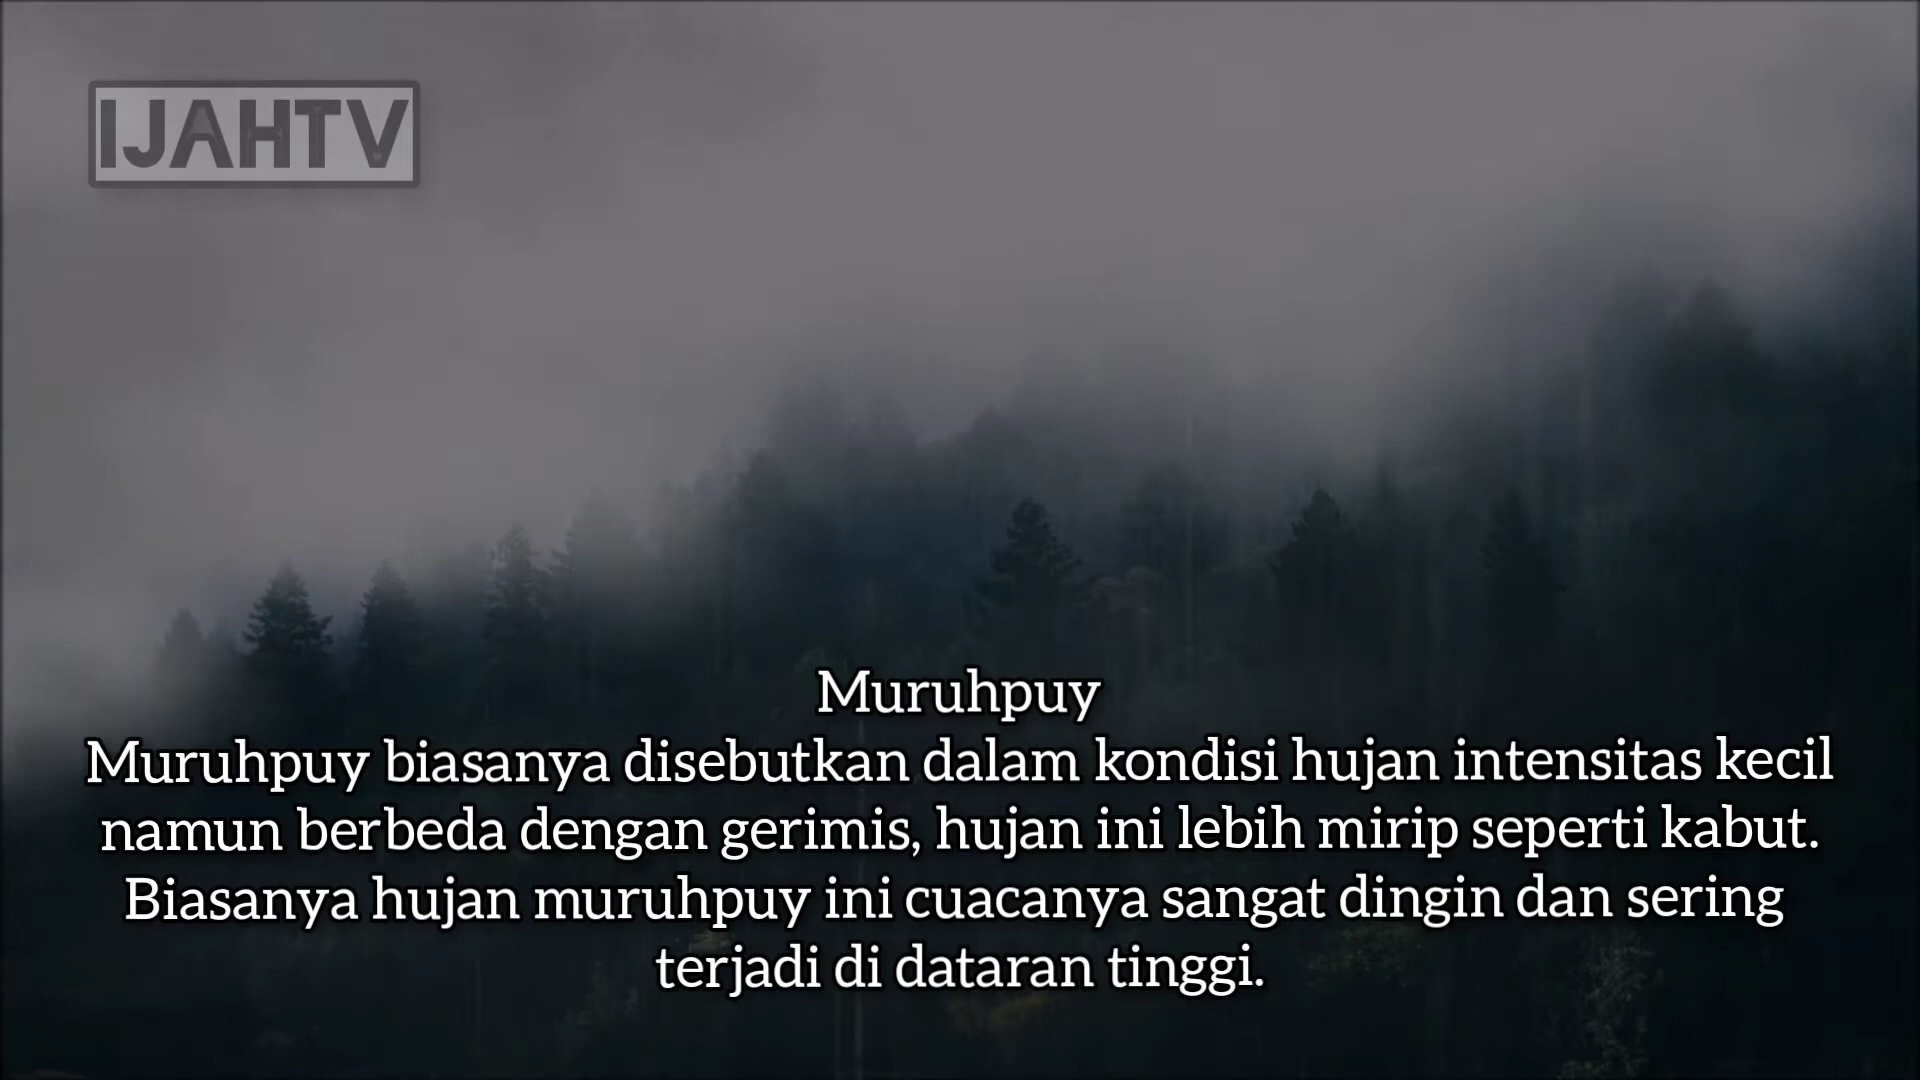 IJAHTV
Muruhpuy
Muruhpuy biasanya disebutkan dalam kondisi hujan intensitas kecil
namun berbeda dengan gerimis, hujan ini lebih mirip seperti kabut.
Biasanya hujan muruhpuy ini cuacanya sangat dingin dan sering
terjadi di dataran tinggi.